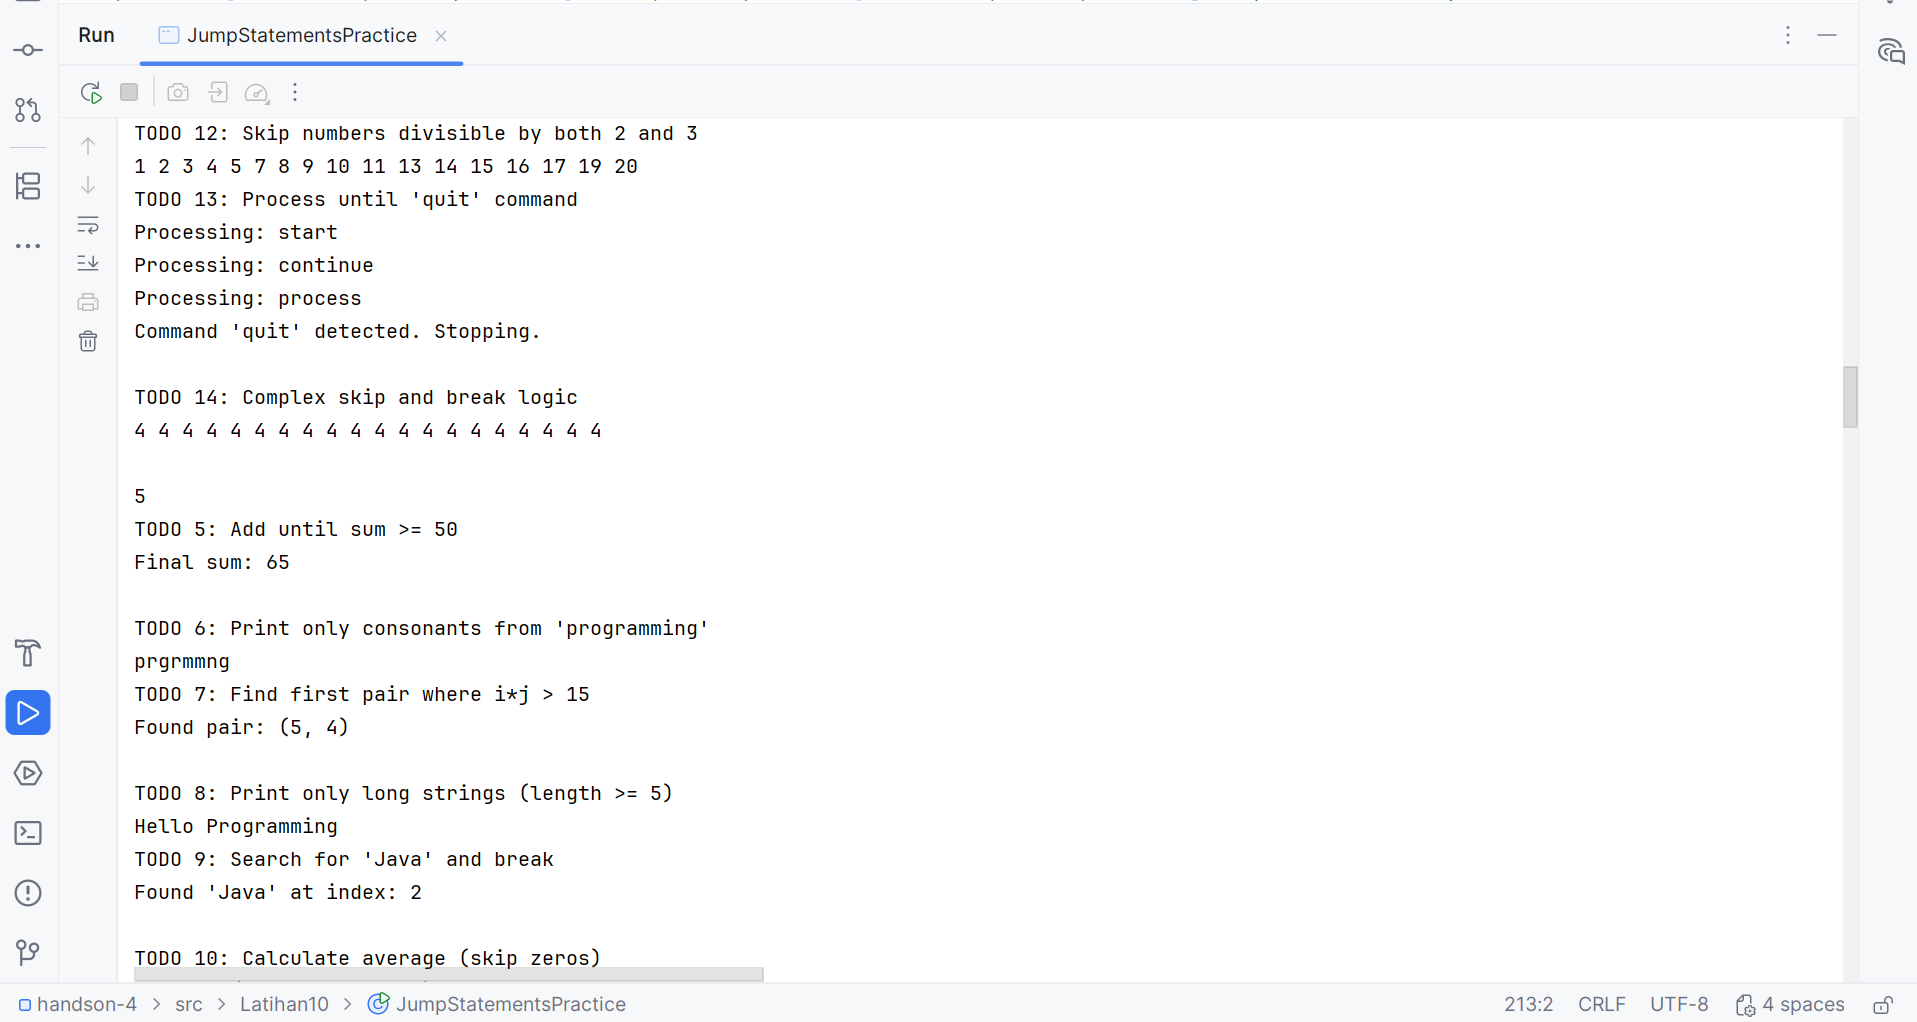 Run JumpStatementsPractice
TODO 12: Skip numbers divisible by both 2 and 3
1 2 3 4 5 7 8 9 10 11 13 14 15 16 17 19 20
TODO 13: Process until 'quit' command
Processing: start
Processing: continue
Processing: process
Command 'quit' detected. Stopping.
TODO 14: Complex skip and break logic
4 4 4 4 4 4 4 4 4 4 4 4 4 4 4 4 4 4 4 4
5
TODO 5: Add until sum >= 50
Final sum: 65
TODO 6: Print only consonants from 'programming'
prgrmmng
TODO 7: Find first pair where i*j > 15
Found pair: (5, 4)
TODO 8: Print only long strings (length >= 5)
Hello Programming
TODO 9: Search for 'Java' and break
Found 'Java' at index: 2
TODO 10: Calculate average (skip zeros)
handson-4 > src > Latihan10 > JumpStatementsPractice 213:2 CRLF UTF-8 4 spaces